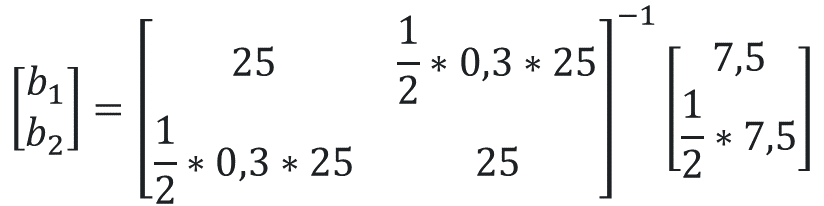 [b₁ b₂] = [25 1/2 * 0,3 * 25
1/2 * 0,3 * 25 25]⁻¹ [7,5 1/2 * 7,5]